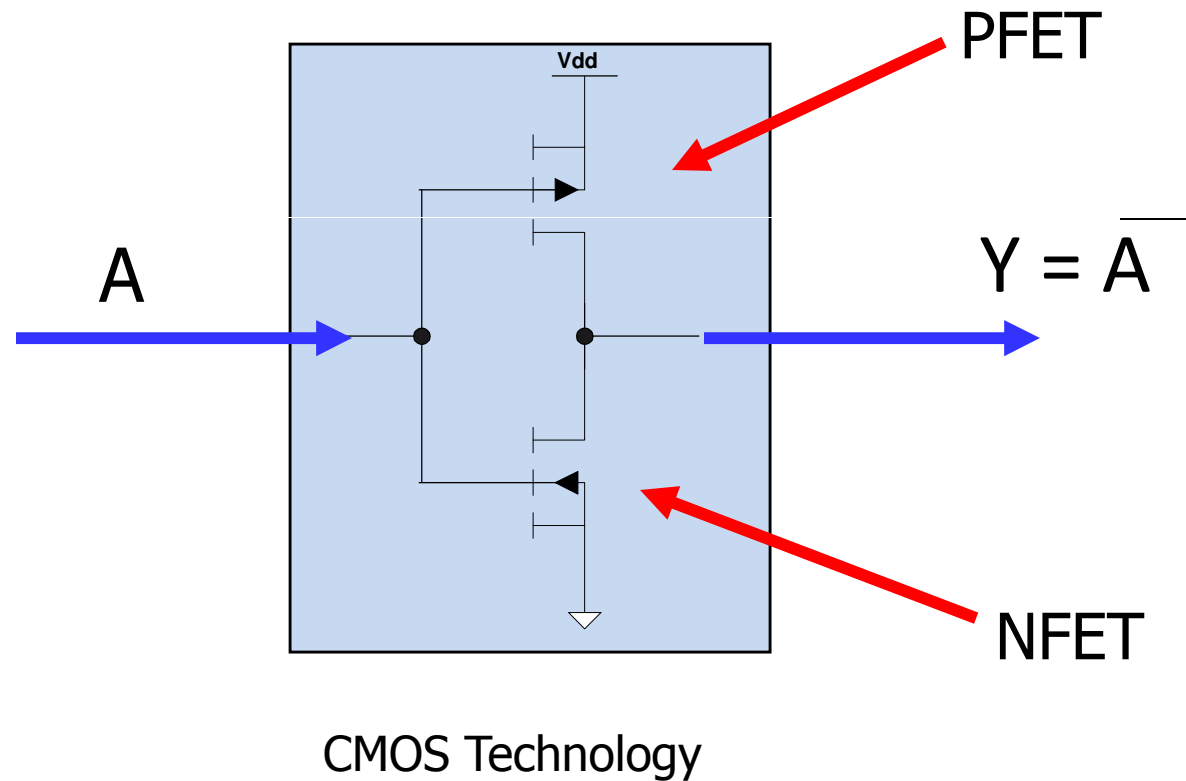 PFET
Vdd
A
Y = A̅
NFET
CMOS Technology